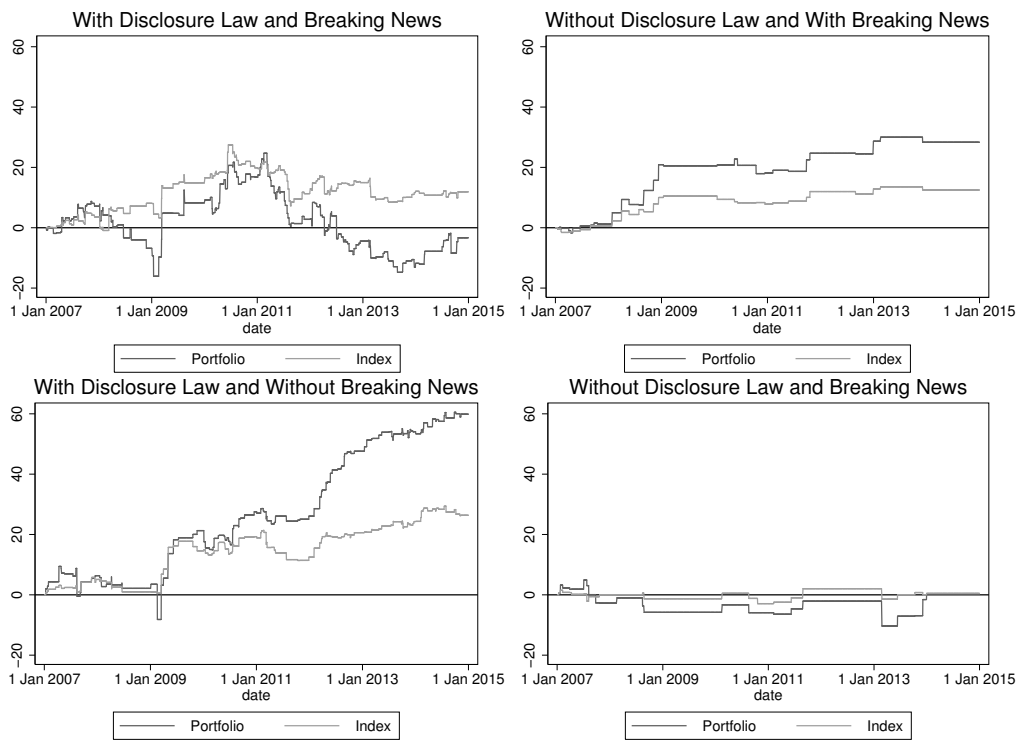 With Disclosure Law and Breaking News
60
40
20
0
−20
1 Jan 2007 1 Jan 2009 1 Jan 2011 1 Jan 2013 1 Jan 2015
date
Portfolio Index
Without Disclosure Law and With Breaking News
60
40
20
0
−20
1 Jan 2007 1 Jan 2009 1 Jan 2011 1 Jan 2013 1 Jan 2015
date
Portfolio Index
With Disclosure Law and Without Breaking News
60
40
20
0
−20
1 Jan 2007 1 Jan 2009 1 Jan 2011 1 Jan 2013 1 Jan 2015
date
Portfolio Index
Without Disclosure Law and Breaking News
60
40
20
0
−20
1 Jan 2007 1 Jan 2009 1 Jan 2011 1 Jan 2013 1 Jan 2015
date
Portfolio Index